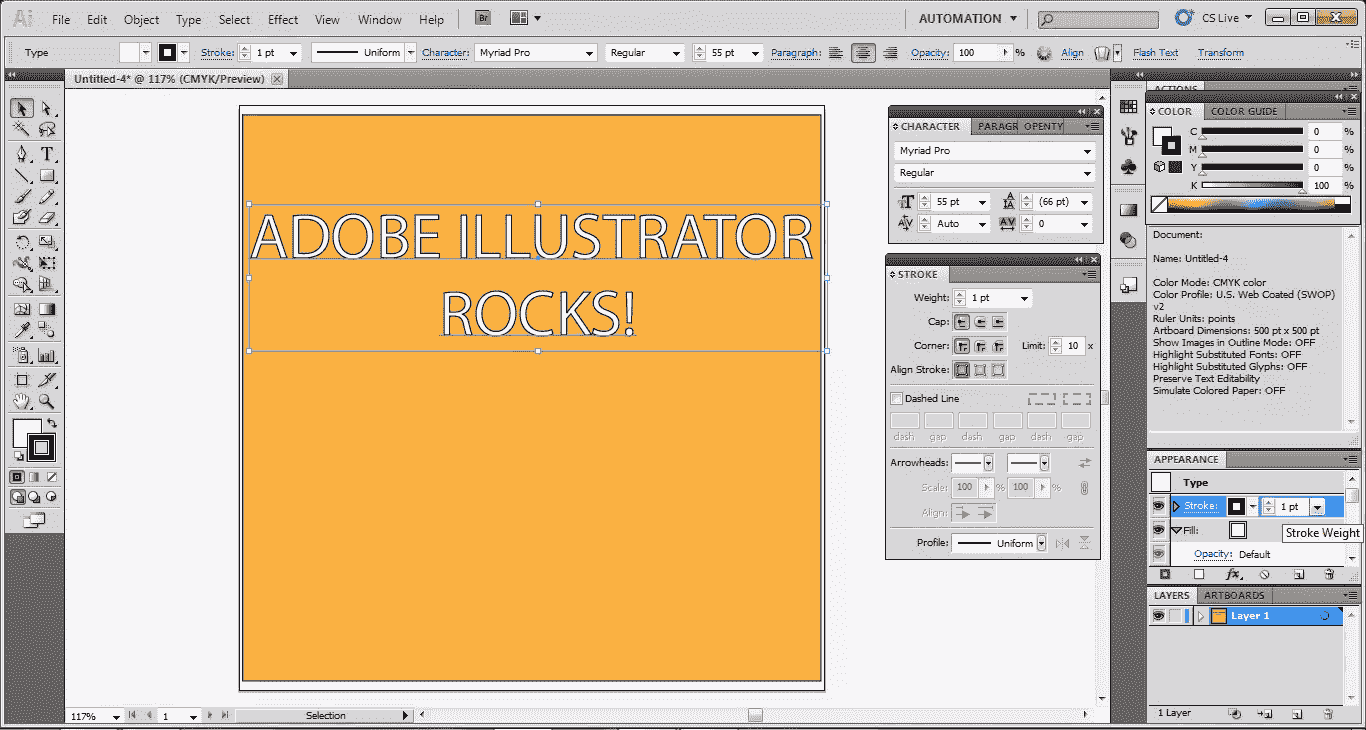 Ai File Edit Object Type Select Effect View Window Help Br AUTOMATION CS Live
Type Stroke: 1 pt Uniform Character: Myriad Pro Regular 55 pt Paragraph: Opacity: 100 % Align Flash Text Transform
Untitled-4* @ 117% (CMYK/Preview)
ADOBE ILLUSTRATOR
ROCKS!
CHARACTER PARAGR OPENTY
Myriad Pro
Regular
55 pt (66 pt)
Auto 0
STROKE
Weight: 1 pt
Cap:
Corner: Limit: 10 x
Align Stroke:
Dashed Line
dash gap dash gap dash gap
Arrowheads:
Scale: 100 % 100 %
Align:
Profile: Uniform
ACTIONS
COLOR COLOR GUIDE
C 0 %
M 0 %
Y 0 %
K 100 %
Document:
Name: Untitled-4
Color Mode: CMYK color
Color Profile: U.S. Web Coated (SWOP)
v2
Ruler Units: points
Artboard Dimensions: 500 pt x 500 pt
Show Images in Outline Mode: OFF
Highlight Substituted Fonts: OFF
Highlight Substituted Glyphs: OFF
Preserve Text Editability
Simulate Colored Paper: OFF
APPEARANCE
Type
Stroke: 1 pt
Fill:
Stroke Weight
Opacity: Default
fx
LAYERS ARTBOARDS
Layer 1
1 Layer
117% 1 Selection